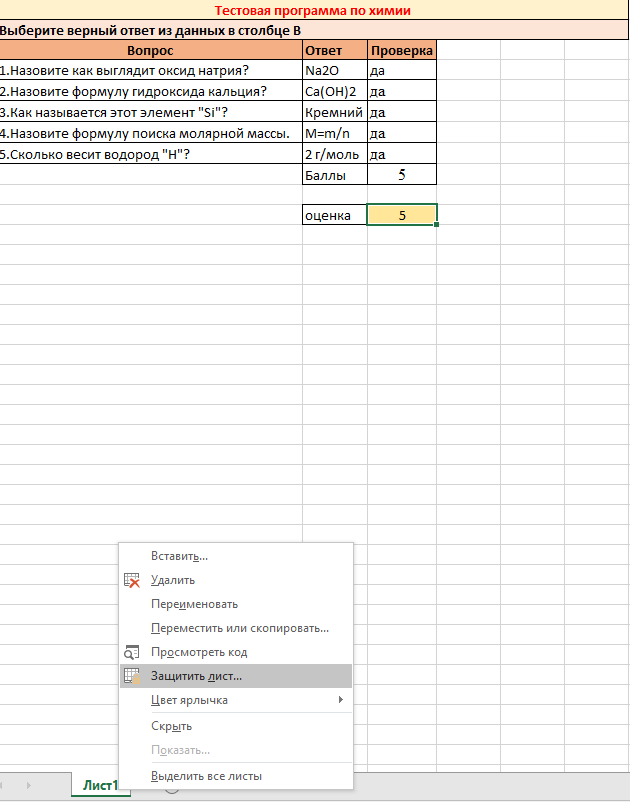 Тестовая программа по химии
Выберите верный ответ из данных в столбце B
Вопрос Ответ Проверка
1.Назовите как выглядит оксид натрия? Na2O да
2.Назовите формулу гидроксида кальция? Ca(OH)2 да
3.Как называется этот элемент "Si"? Кремний да
4.Назовите формулу поиска молярной массы. M=m/n да
5.Сколько весит водород "H"? 2 г/моль да
Баллы 5
оценка 5
Вставить...
Удалить
Переименовать
Переместить или скопировать...
Просмотреть код
Защитить лист...
Цвет ярлычка
Скрыть
Показать...
Выделить все листы
Лист1